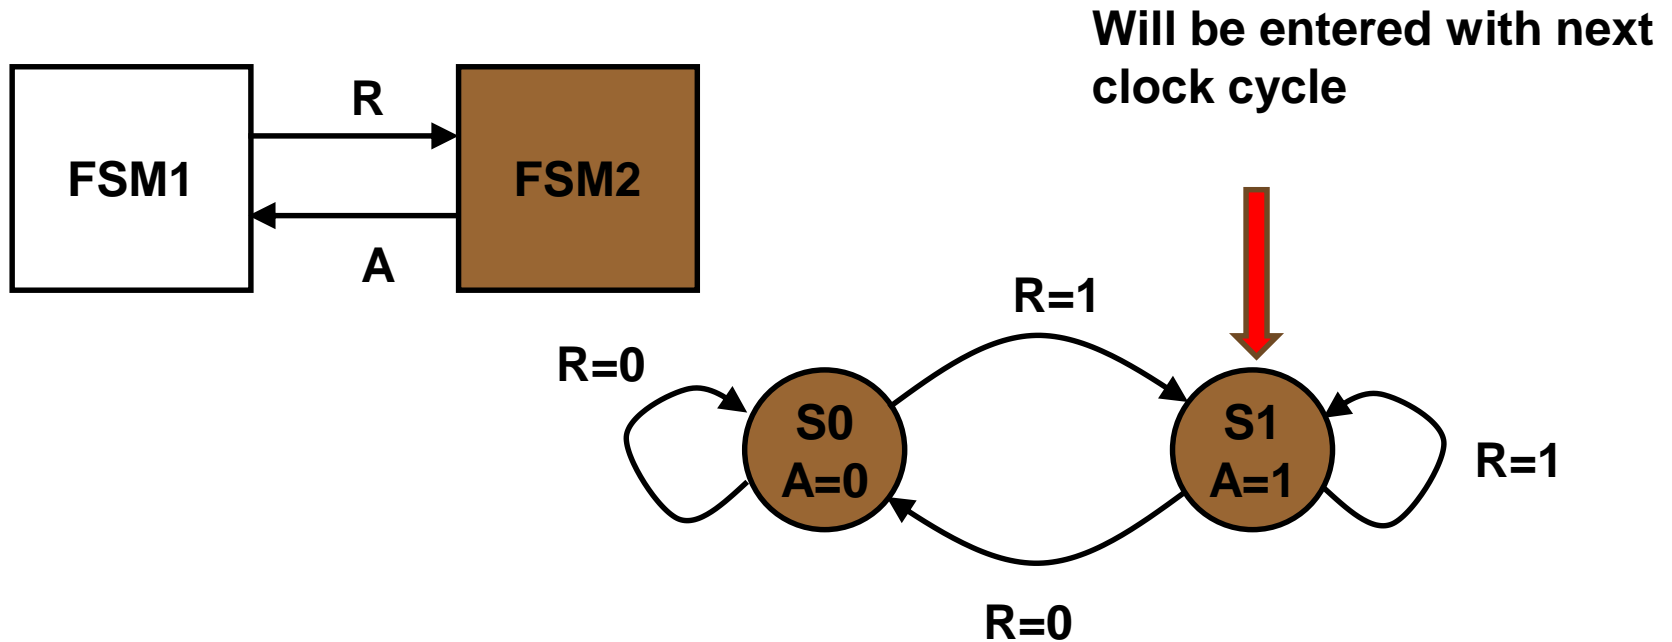 Will be entered with next
clock cycle
R
FSM1
FSM2
A
R=1
R=0
S0
A=0
S1
A=1
R=1
R=0